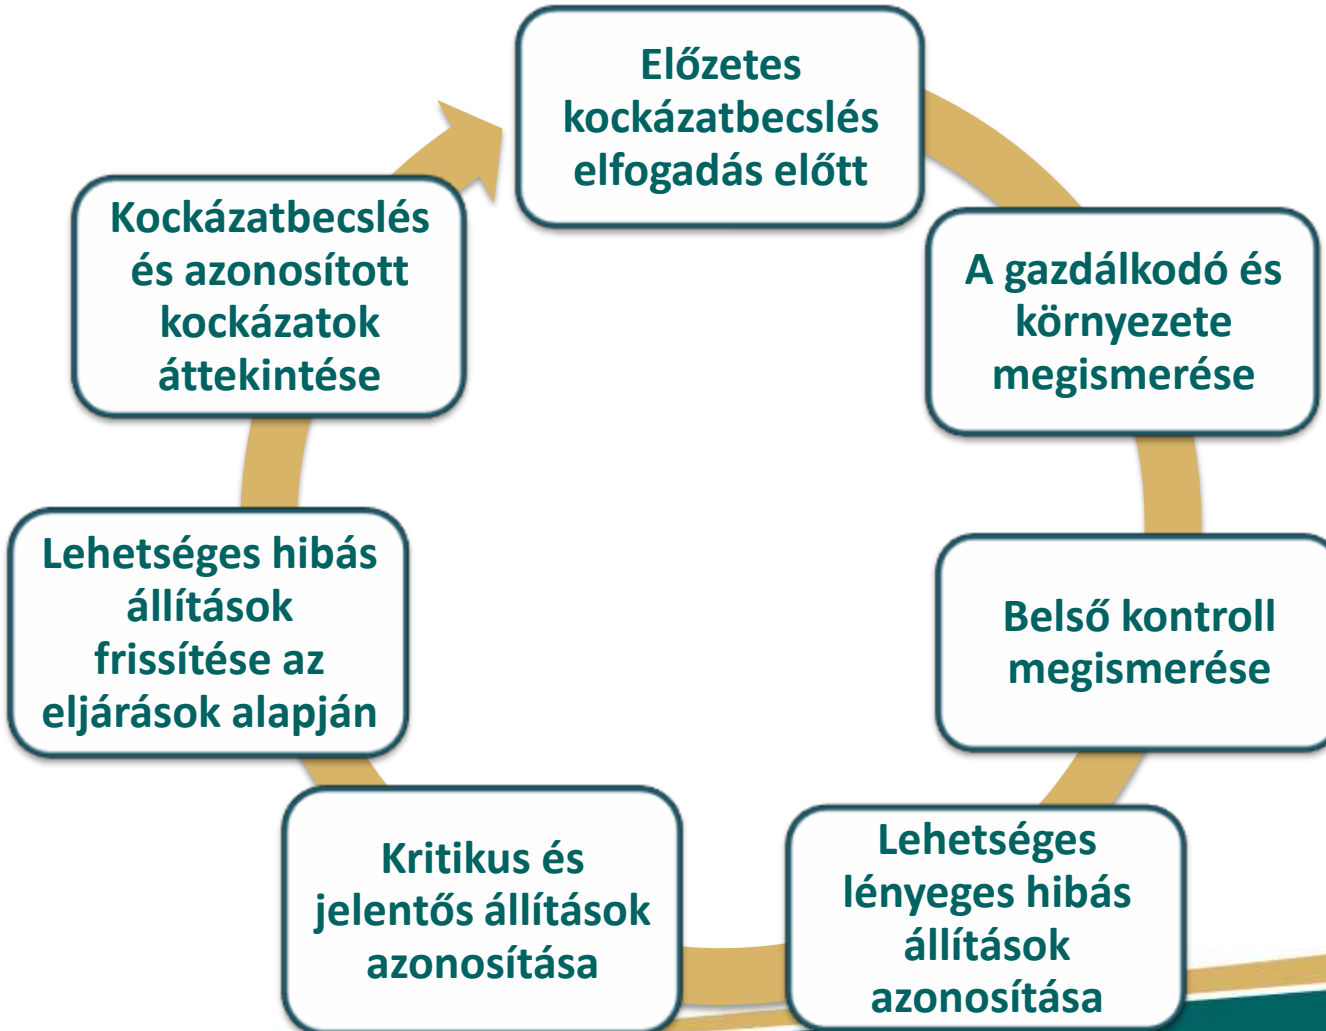 Előzetes
kockázatbecslés
elfogadás előtt
A gazdálkodó és
környezete
megismerése
Belső kontroll
megismerése
Lehetséges
lényeges hibás
állítások
azonosítása
Kritikus és
jelentős állítások
azonosítása
Lehetséges hibás
állítások
frissítése az
eljárások alapján
Kockázatbecslés
és azonosított
kockázatok
áttekintése